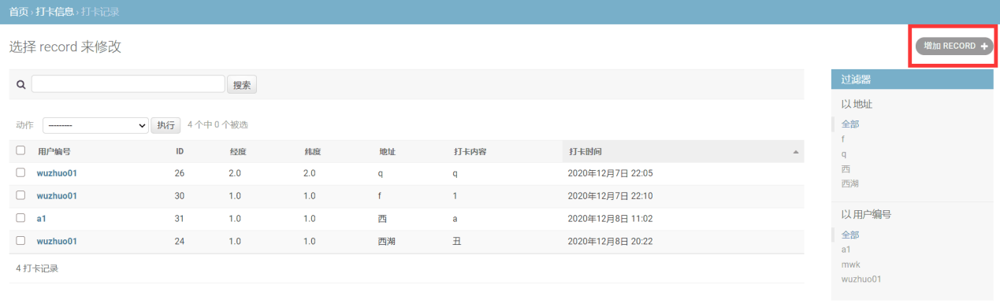 首页 › 打卡信息 › 打卡记录
选择 record 来修改
增加 RECORD +
搜索
动作 --------- 执行 4 个中 0 个被选
用户编号 ID 经度 纬度 地址 打卡内容 打卡时间
wuzhuo01 26 2.0 2.0 q q 2020年12月7日 22:05
wuzhuo01 30 1.0 1.0 f 1 2020年12月7日 22:10
a1 31 1.0 1.0 西 a 2020年12月8日 11:02
wuzhuo01 24 1.0 1.0 西湖 丑 2020年12月8日 20:22
4 打卡记录
过滤器
以 地址
全部
f
q
西
西湖
以 用户编号
全部
a1
mwk
wuzhuo01